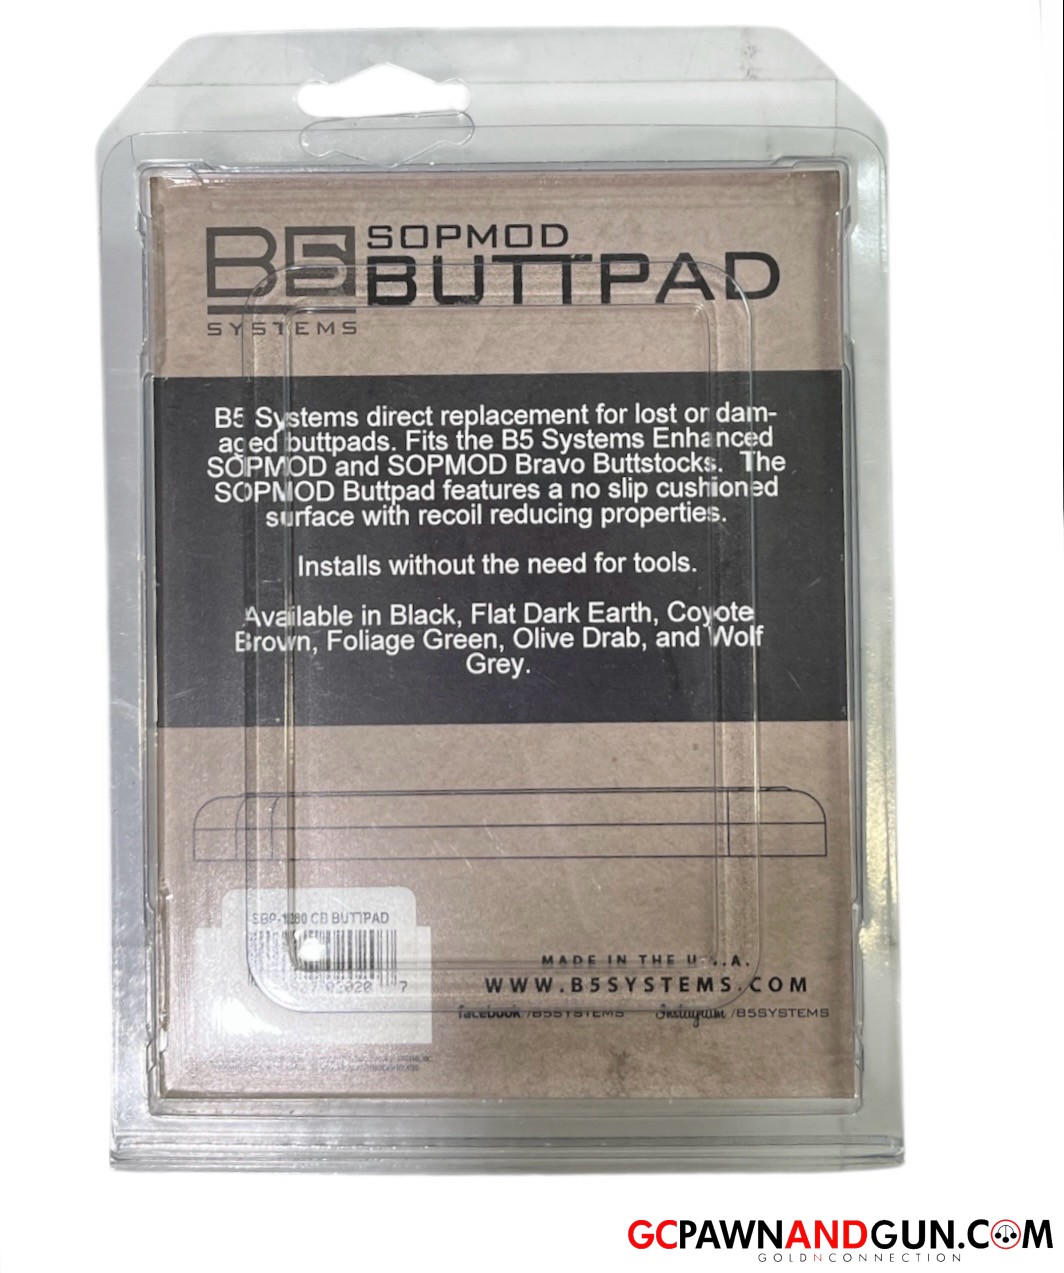 B5 SOPMOD
BUTTPAD
SYSTEMS
B5 Systems direct replacement for lost or dam-
aged buttpads. Fits the B5 Systems Enhanced
SOPMOD and SOPMOD Bravo Buttstocks. The
SOPMOD Buttpad features a no slip cushioned
surface with recoil reducing properties.
Installs without the need for tools.
Available in Black, Flat Dark Earth, Coyote
Brown, Foliage Green, Olive Drab, and Wolf
Grey.
BUTTPAD
7
MADE IN THE U.S.A.
WWW.B5SYSTEMS.COM
facebook /B5SYSTEMS Instagram /B5SYSTEMS
GCPAWNANDGUN.COM
GOLDNCONNECTION